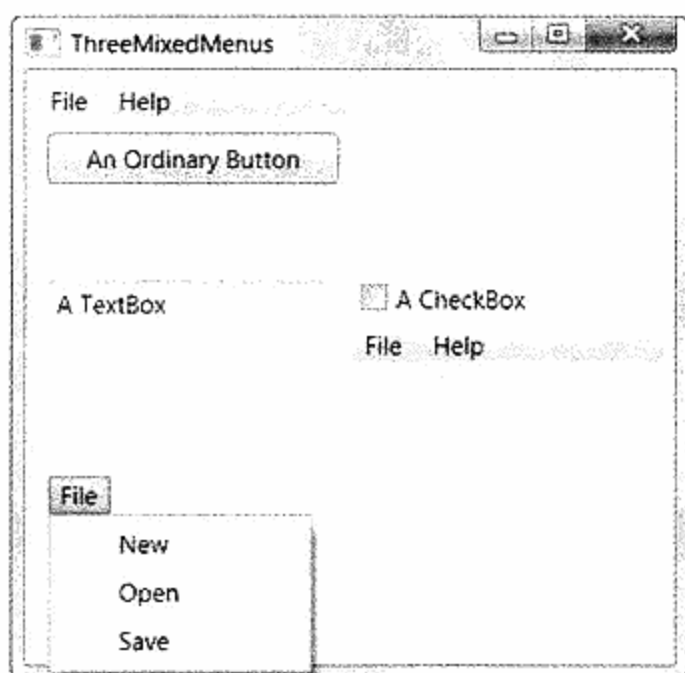 ThreeMixedMenus
File Help
An Ordinary Button
A TextBox
A CheckBox
File Help
File
New
Open
Save